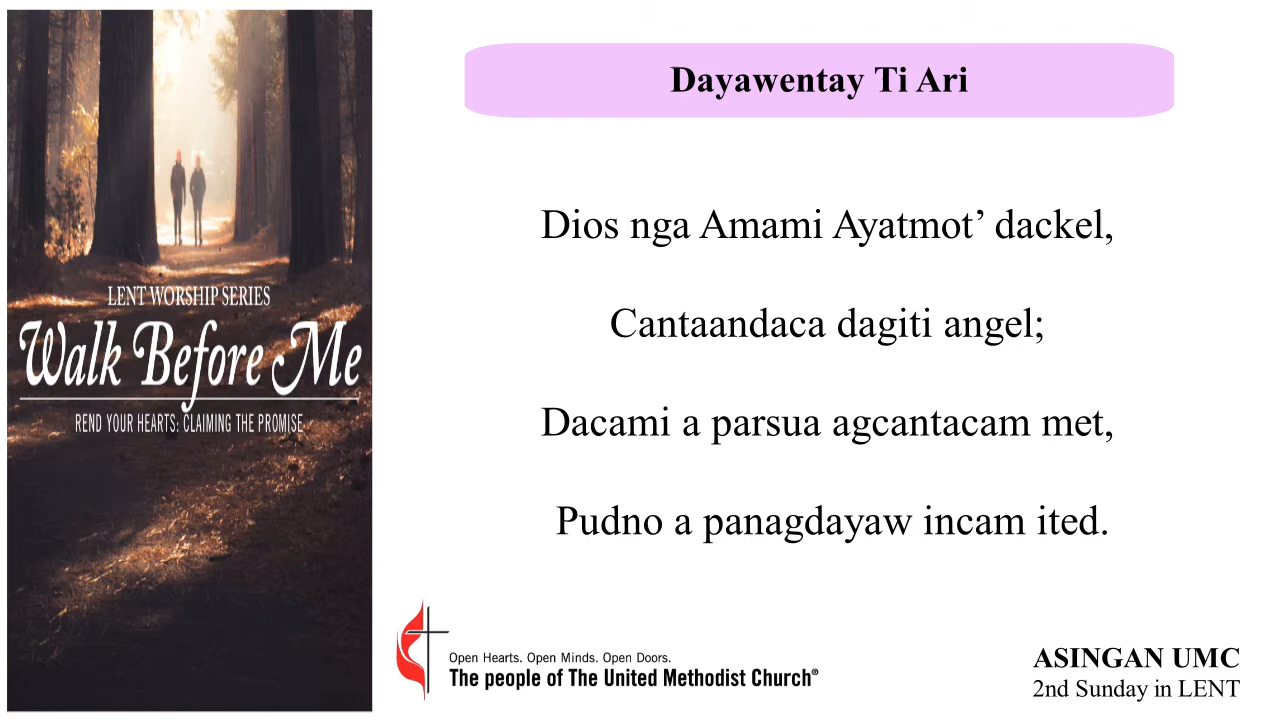 LENT WORSHIP SERIES
Walk Before Me
REND YOUR HEARTS: CLAIMING THE PROMISE
Dayawentay Ti Ari
Dios nga Amami Ayatmot’ dackel,
Cantaandaca dagiti angel;
Dacami a parsua agcantacam met,
Pudno a panagdayaw incam ited.
Open Hearts. Open Minds. Open Doors.
The people of The United Methodist Church®
ASINGAN UMC
2nd Sunday in LENT